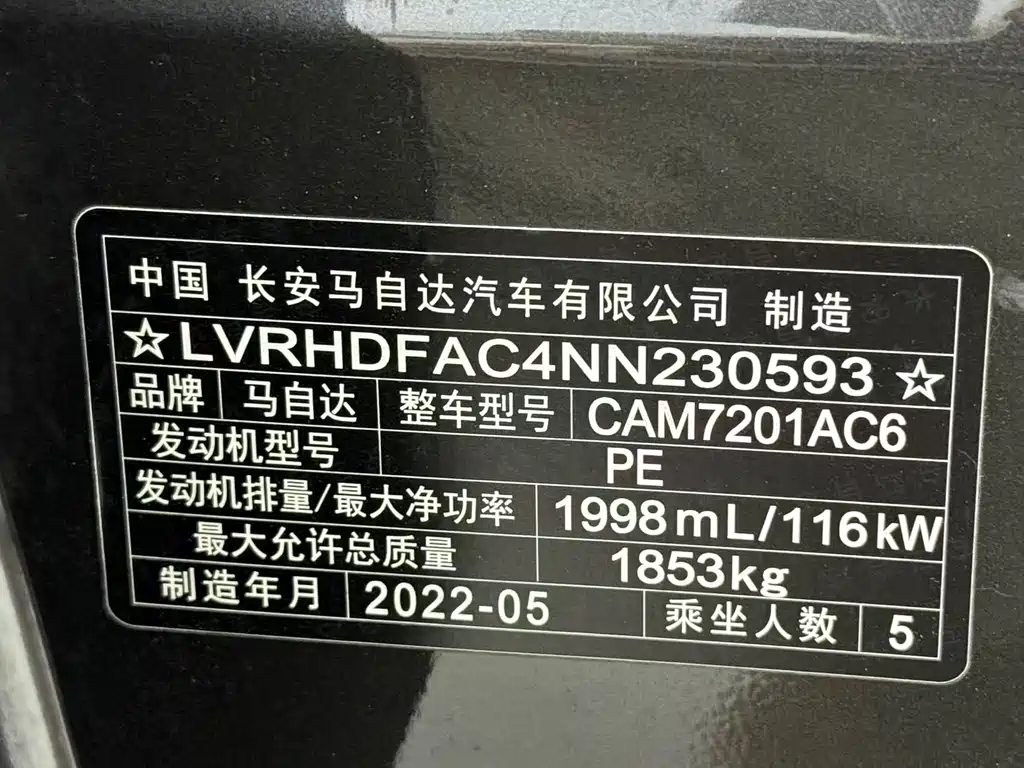 中国 长安马自达汽车有限公司 制造
☆LVRHDFAC4NN230593☆
品牌 马自达 整车型号 CAM7201AC6
发动机型号 PE
发动机排量/最大净功率 1998mL/116kW
最大允许总质量 1853kg
制造年月 2022-05 乘坐人数 5